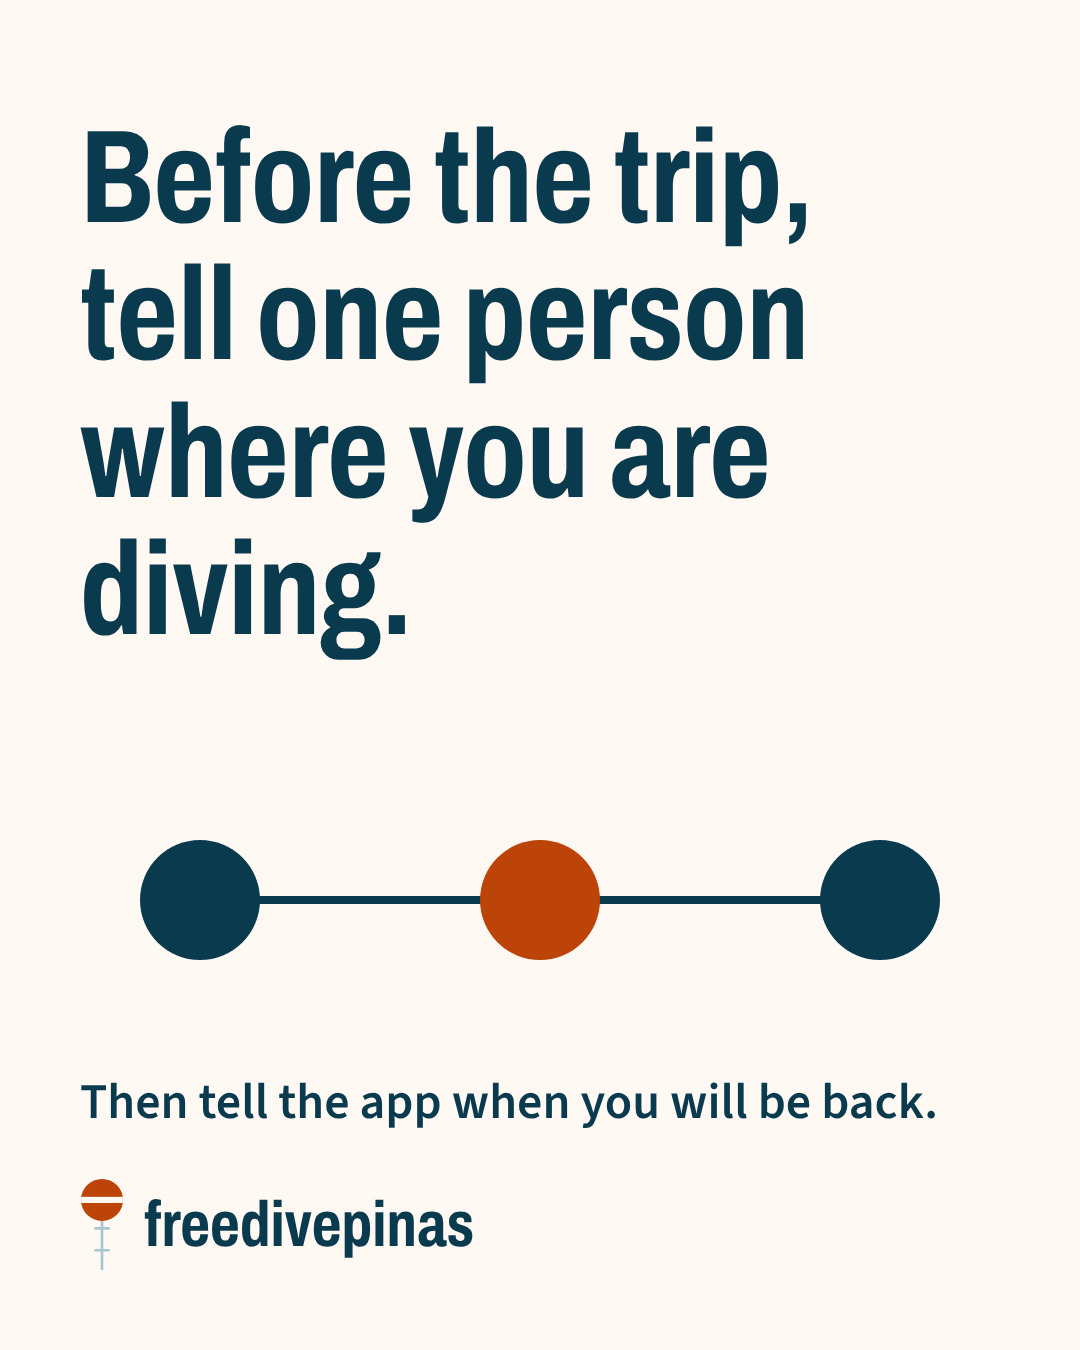 Before the trip,
tell one person
where you are
diving.
Then tell the app when you will be back.
freedivepinas